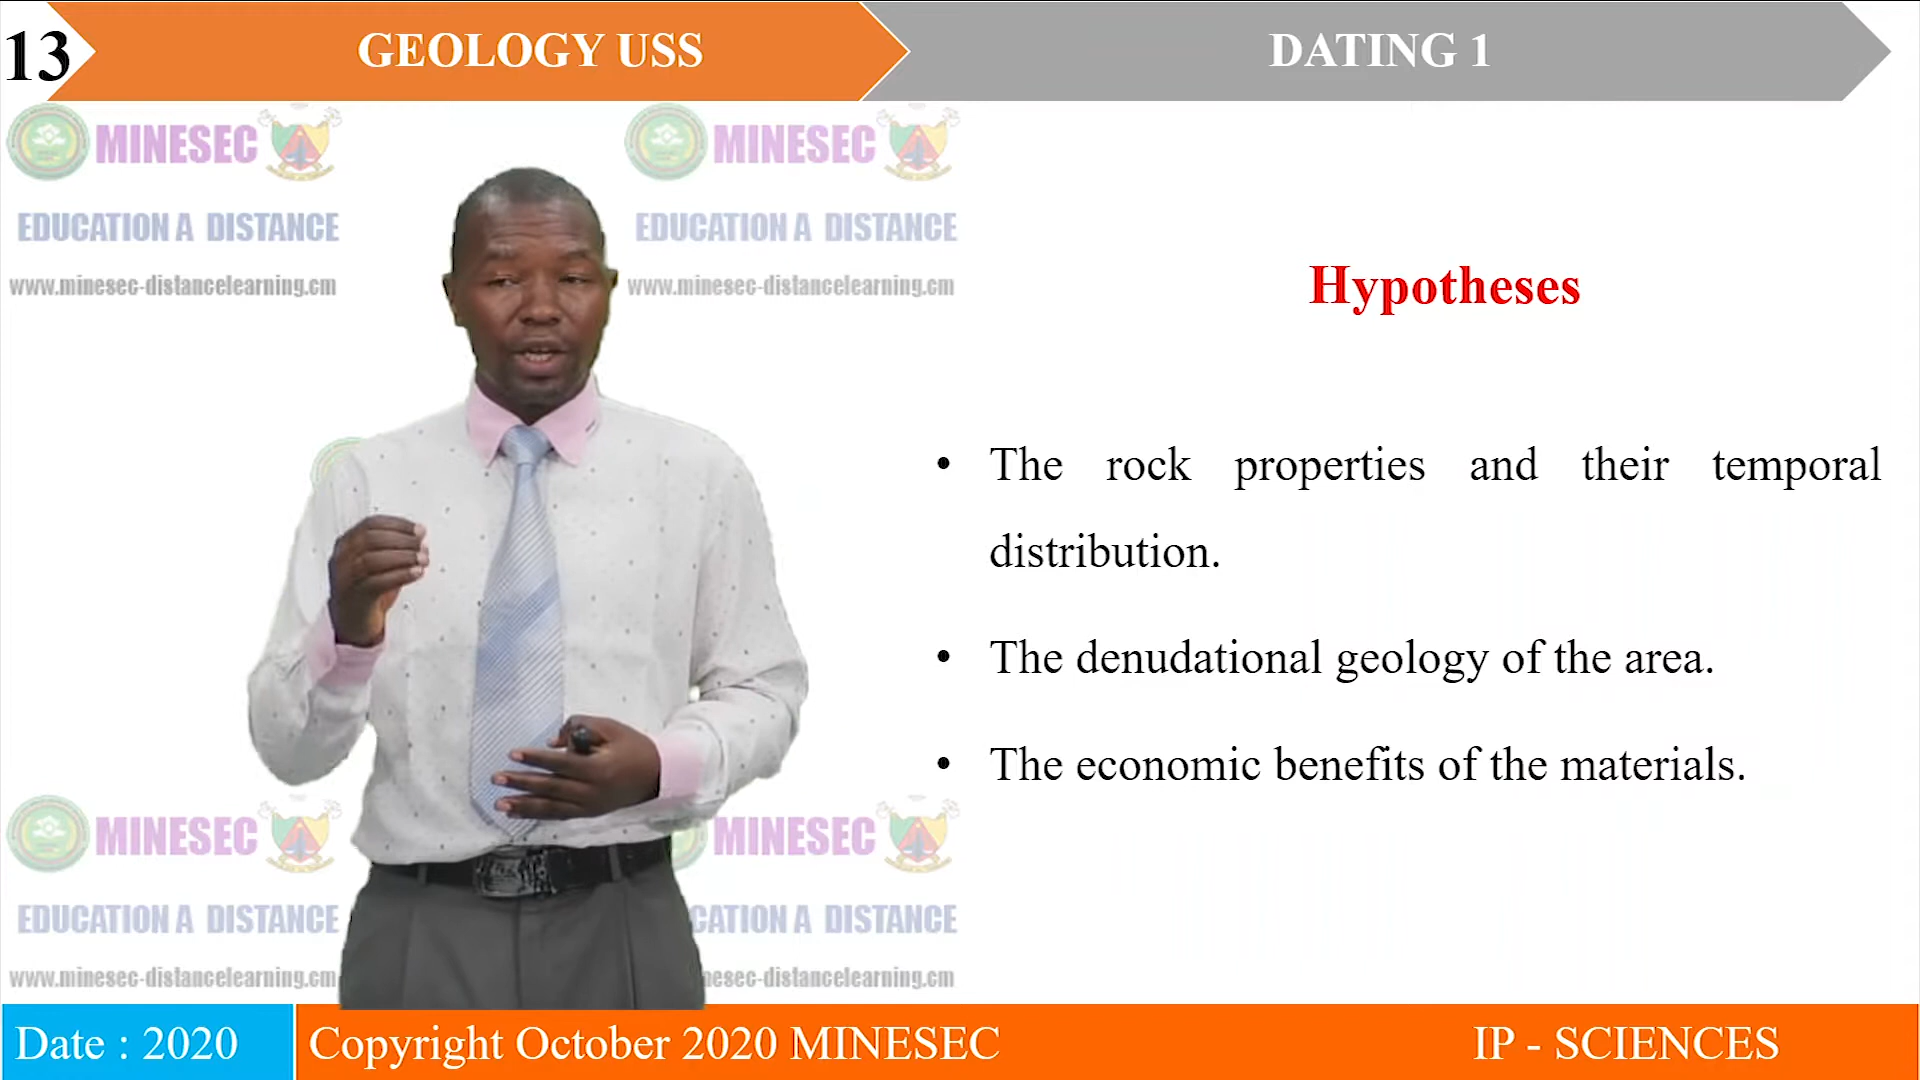 13
GEOLOGY USS
DATING 1
MINESEC
MINESEC
EDUCATION A DISTANCE
EDUCATION A DISTANCE
www.minesec-distancelearning.cm
www.minesec-distancelearning.cm
Hypotheses
• The rock properties and their temporal
distribution.
• The denudational geology of the area.
• The economic benefits of the materials.
MINESEC
MINESEC
EDUCATION A DISTANCE
CATION A DISTANCE
www.minesec-distancelearning.cm
nesec-distancelearning.cm
Date : 2020
Copyright October 2020 MINESEC
IP - SCIENCES